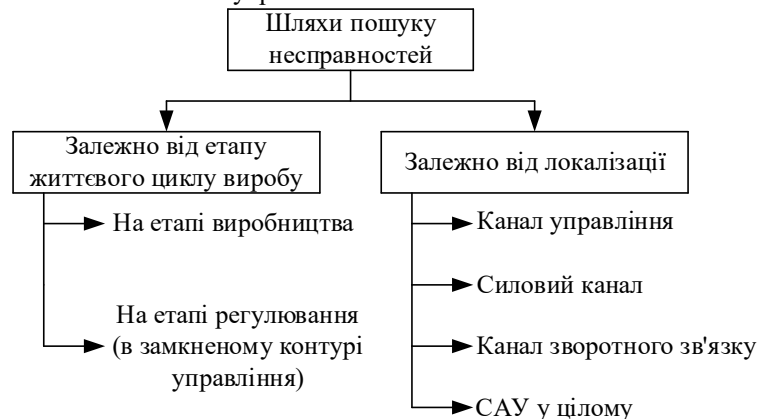 Шляхи пошуку
несправностей
Залежно від етапу
життєвого циклу виробу
На етапі виробництва
На етапі регулювання
(в замкненому контурі
управління)
Залежно від локалізації
Канал управління
Силовий канал
Канал зворотного зв'язку
САУ у цілому